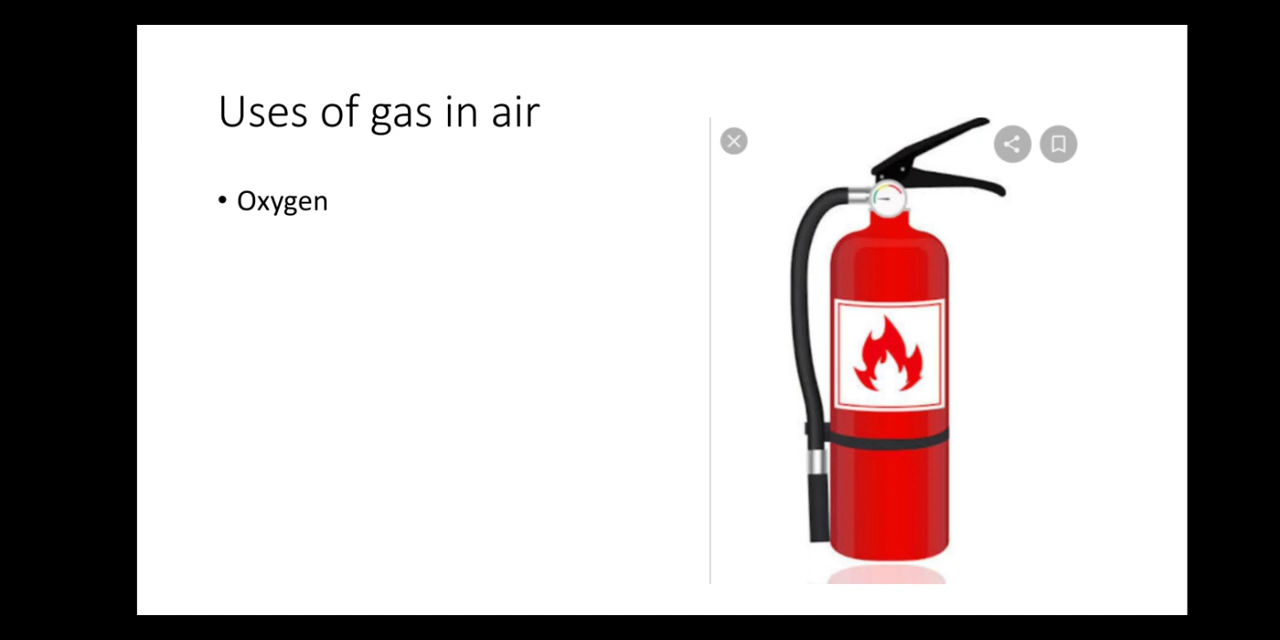 Uses of gas in air
• Oxygen